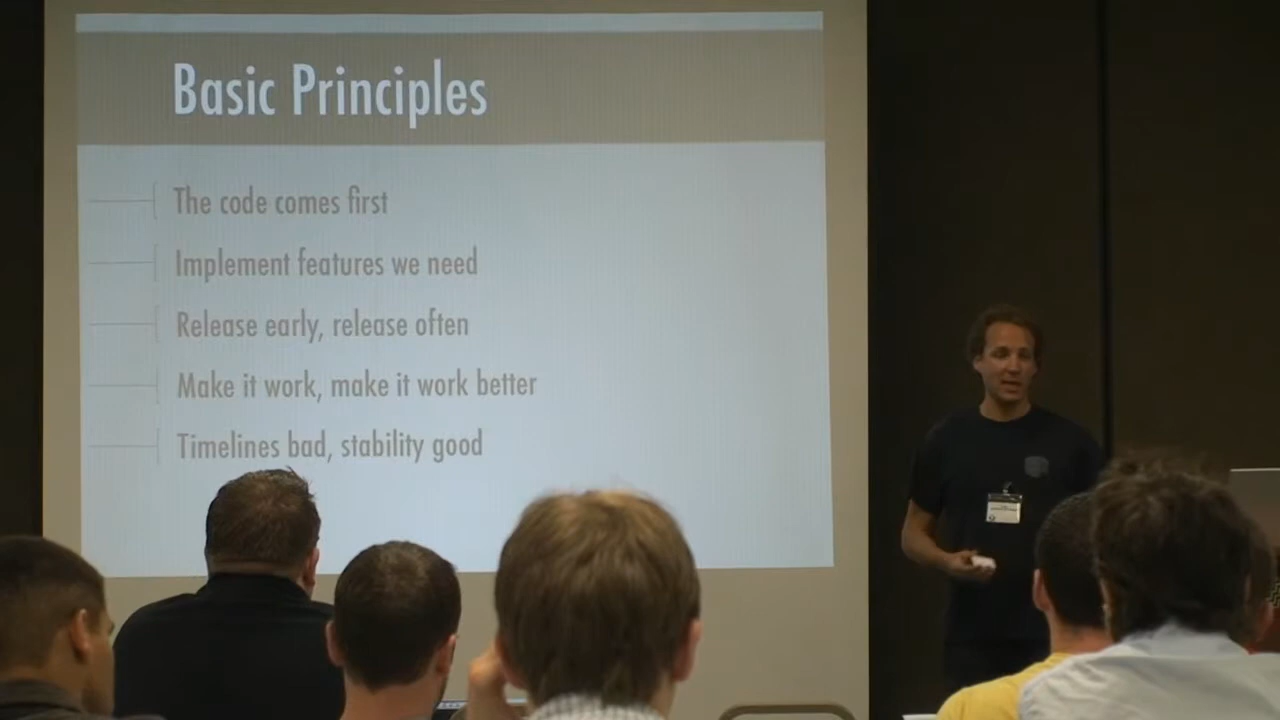 Basic Principles
The code comes first
Implement features we need
Release early, release often
Make it work, make it work better
Timelines bad, stability good